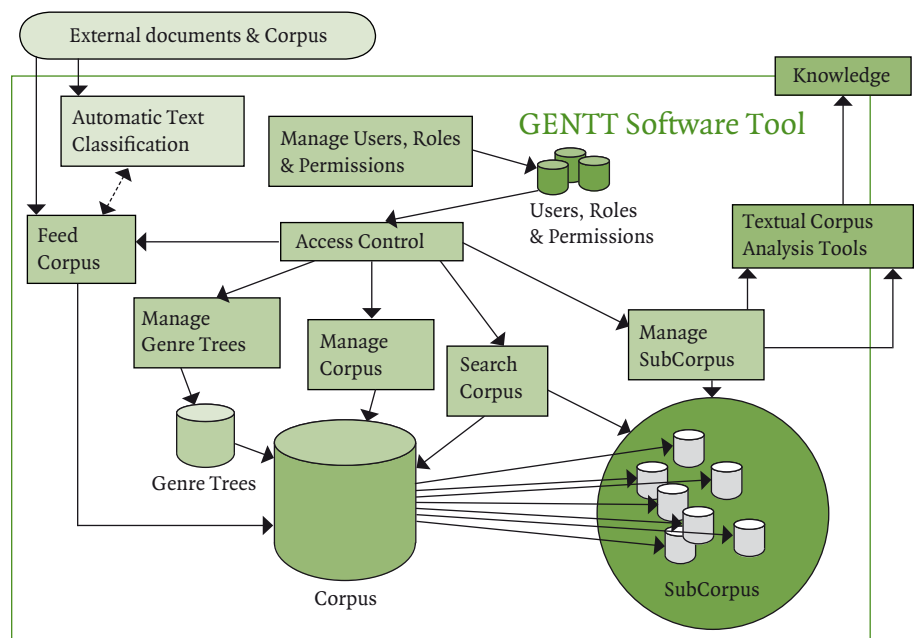 External documents & Corpus
Knowledge
Automatic Text
Classification
Manage Users, Roles
& Permissions
GENTT Software Tool
Users, Roles
& Permissions
Textual Corpus
Analysis Tools
Feed
Corpus
Access Control
Manage
Genre Trees
Manage
Corpus
Search
Corpus
Manage
SubCorpus
Genre Trees
Corpus
SubCorpus